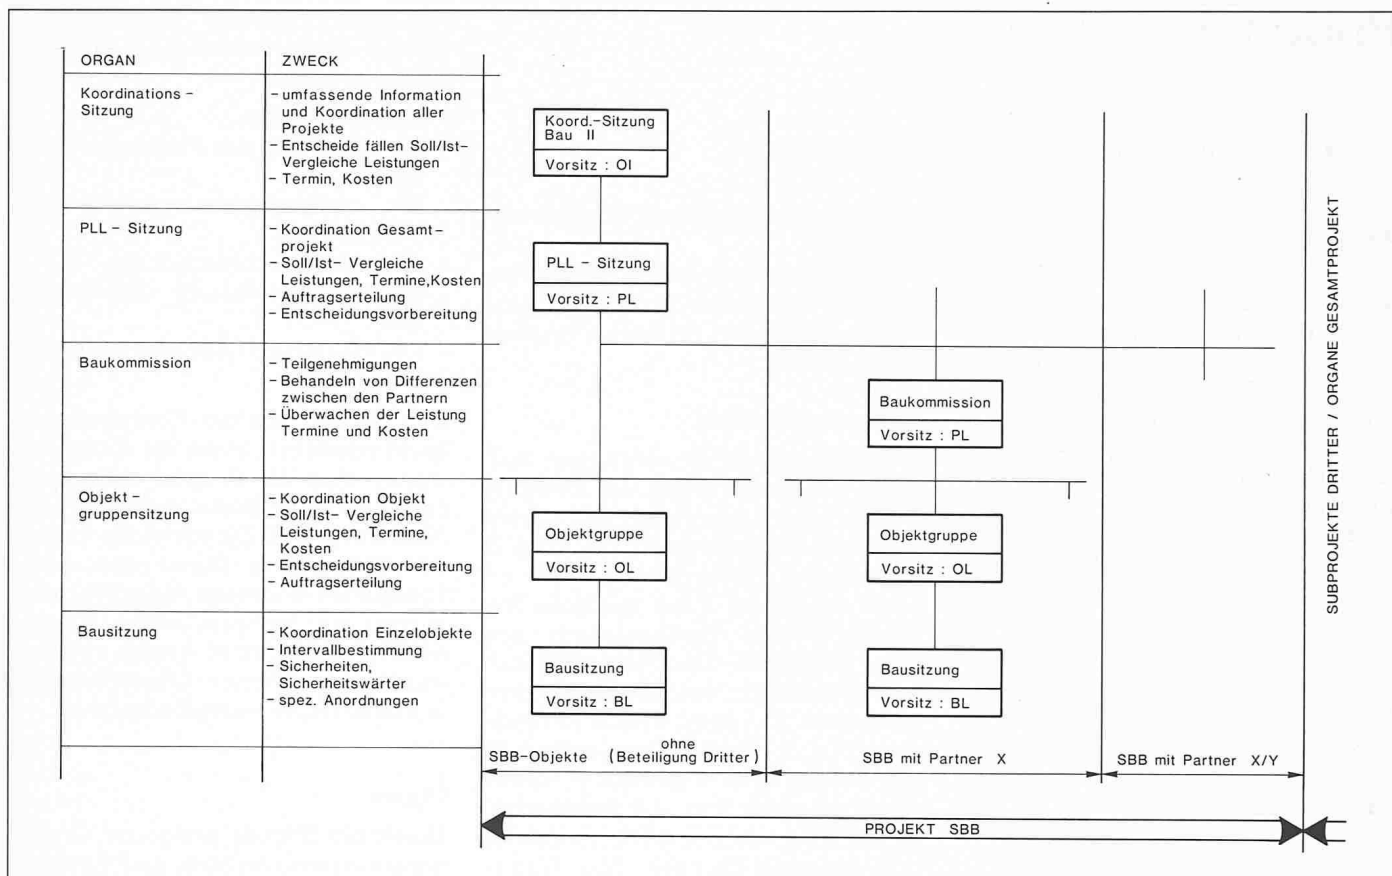 ORGAN
ZWECK
Koordinations -
Sitzung
- umfassende Information
und Koordination aller
Projekte
- Entscheide fällen Soll/Ist-
Vergleiche Leistungen
- Termin, Kosten
PLL - Sitzung
- Koordination Gesamt-
projekt
- Soll/Ist- Vergleiche
Leistungen, Termine,Kosten
- Auftragserteilung
- Entscheidungsvorbereitung
Baukommission
- Teilgenehmigungen
- Behandeln von Differenzen
zwischen den Partnern
- Überwachen der Leistung
Termine und Kosten
Objekt -
gruppensitzung
- Koordination Objekt
- Soll/Ist- Vergleiche
Leistungen, Termine,
Kosten
- Entscheidungsvorbereitung
- Auftragserteilung
Bausitzung
- Koordination Einzelobjekte
- Intervallbestimmung
- Sicherheiten,
Sicherheitswärter
- spez. Anordnungen
Koord.-Sitzung
Bau II
Vorsitz : OI
PLL - Sitzung
Vorsitz : PL
Baukommission
Vorsitz : PL
Objektgruppe
Vorsitz : OL
Objektgruppe
Vorsitz : OL
Bausitzung
Vorsitz : BL
Bausitzung
Vorsitz : BL
ohne
SBB-Objekte (Beteiligung Dritter)
SBB mit Partner X
SBB mit Partner X/Y
PROJEKT SBB
SUBPROJEKTE DRITTER / ORGANE GESAMTPROJEKT